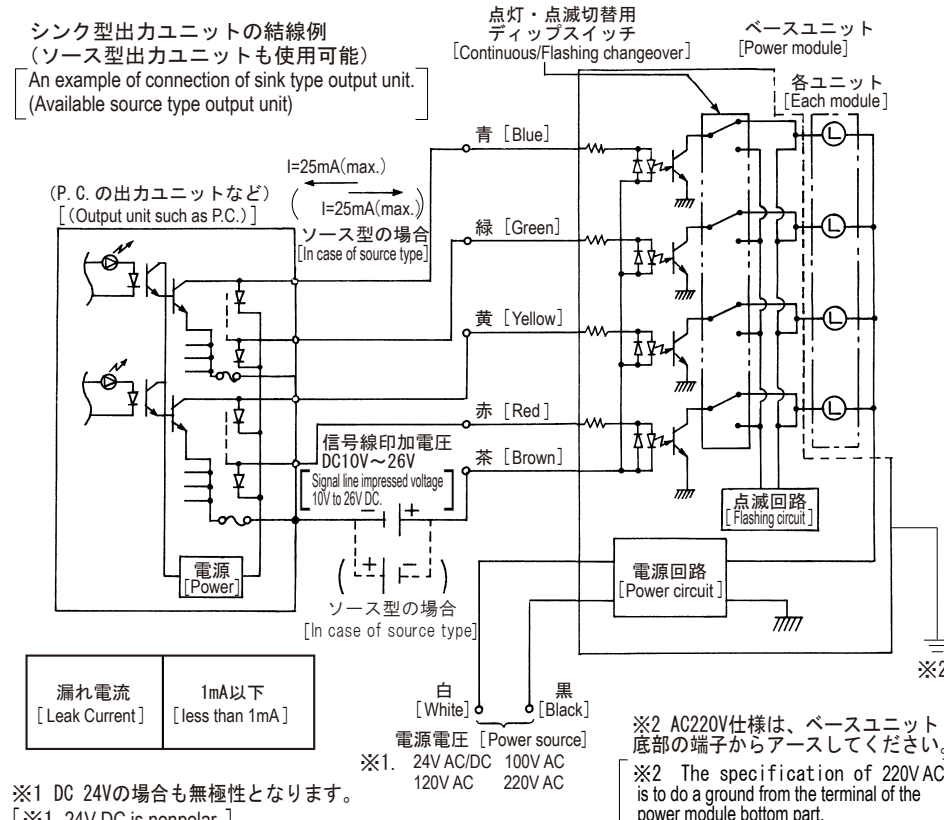 シンク型出力ユニットの結線例
(ソース型出力ユニットも使用可能)
[An example of connection of sink type output unit.
(Available source type output unit)]
点灯・点滅切替用
ディップスイッチ
[Continuous/Flashing changeover]
ベースユニット
[Power module]
各ユニット
[Each module]
青 [Blue]
I=25mA(max.)
(I=25mA(max.))
ソース型の場合
[In case of source type]
(P.C.の出力ユニットなど)
[(Output unit such as P.C.)]
緑 [Green]
黄 [Yellow]
赤 [Red]
茶 [Brown]
L
L
L
L
信号線印加電圧
DC10V～26V
[Signal line impressed voltage
10V to 26V DC.]
− +
+ −
ソース型の場合
[In case of source type]
電源
[Power]
点滅回路
[Flashing circuit]
電源回路
[Power circuit]
※2
漏れ電流
[Leak Current]
1mA以下
[less than 1mA]
白
[White]
黒
[Black]
電源電圧 [Power source]
※1. 24V AC/DC 100V AC
120V AC 220V AC
※1 DC 24Vの場合も無極性となります。
[※1 24V DC is nonpolar.]
※2 AC220V仕様は、ベースユニット
底部の端子からアースしてください。
[※2 The specification of 220V AC
is to do a ground from the terminal of the
power module bottom part.